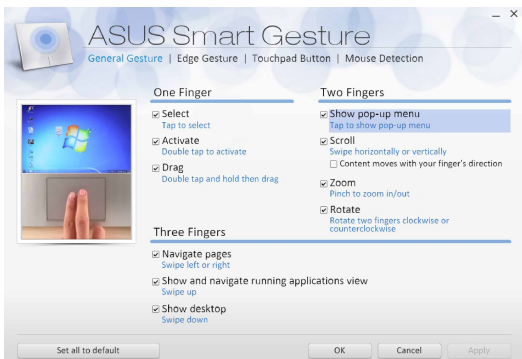 ASUS Smart Gesture
General Gesture | Edge Gesture | Touchpad Button | Mouse Detection
One Finger
Select
Tap to select
Activate
Double tap to activate
Drag
Double tap and hold then drag
Two Fingers
Show pop-up menu
Tap to show pop-up menu
Scroll
Swipe horizontally or vertically
Content moves with your finger's direction
Zoom
Pinch to zoom in/out
Rotate
Rotate two fingers clockwise or
counterclockwise
Three Fingers
Navigate pages
Swipe left or right
Show and navigate running applications view
Swipe up
Show desktop
Swipe down
Set all to default
OK
Cancel
Apply